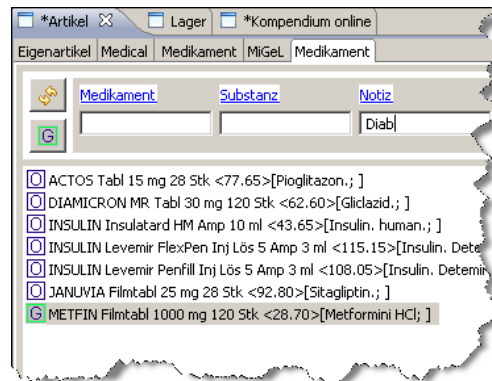 *Artikel Lager *Kompendium online
Eigenartikel Medical Medikament MiGeL Medikament
Medikament Substanz Notiz
G
Diab
O ACTOS Tabl 15 mg 28 Stk <77.65>[Pioglitazon.; ]
O DIAMICRON MR Tabl 30 mg 120 Stk <62.60>[Gliclazid.; ]
O INSULIN Insulatard HM Amp 10 ml <43.65>[Insulin. human.; ]
O INSULIN Levemir FlexPen Inj Lös 5 Amp 3 ml <115.15>[Insulin. Dete
O INSULIN Levemir Penfill Inj Lös 5 Amp 3 ml <108.05>[Insulin. Detemir
O JANUVIA Filmtabl 25 mg 28 Stk <92.80>[Sitagliptin.; ]
G METFIN Filmtabl 1000 mg 120 Stk <28.70>[Metformini HCl; ]